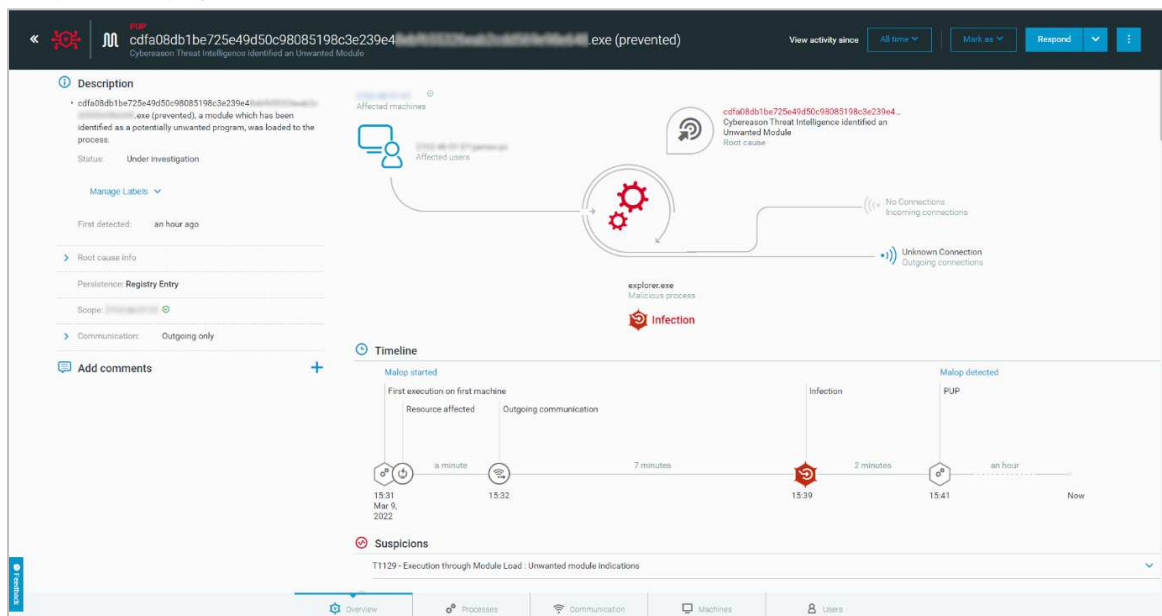 PUP
cdfa08db1be725e49d50c98085198c3e239e4 .exe (prevented)
Cybereason Threat Intelligence identified an Unwanted Module
View activity since
All time
Mark as
Respond
Description
cdfa08db1be725e49d50c98085198c3e239e4
.exe (prevented), a module which has been
identified as a potentially unwanted program, was loaded to the
process.
Status: Under investigation
Manage Labels
First detected: an hour ago
Root cause info
Persistence: Registry Entry
Scope:
Communication: Outgoing only
Add comments
Affected machines
Affected users
cdfa08db1be725e49d50c98085198c3e239e4...
Cybereason Threat Intelligence identified an
Unwanted Module
Root cause
No Connections
Incoming connections
Unknown Connection
Outgoing connections
explorer.exe
Malicious process
Infection
Timeline
Malop started
Malop detected
First execution on first machine
Infection
PUP
Resource affected
Outgoing communication
a minute
7 minutes
2 minutes
an hour
15:31
Mar 9,
2022
15:32
15:39
15:41
Now
Suspicions
T1129 - Execution through Module Load : Unwanted module indications
Feedback
Overview
Processes
Communication
Machines
Users